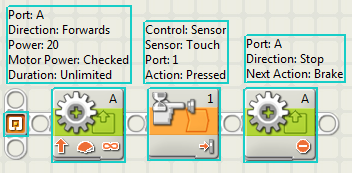 Port: A
Direction: Forwards
Power: 20
Motor Power: Checked
Duration: Unlimited
Control: Sensor
Sensor: Touch
Port: 1
Action: Pressed
Port: A
Direction: Stop
Next Action: Brake
A
1
A